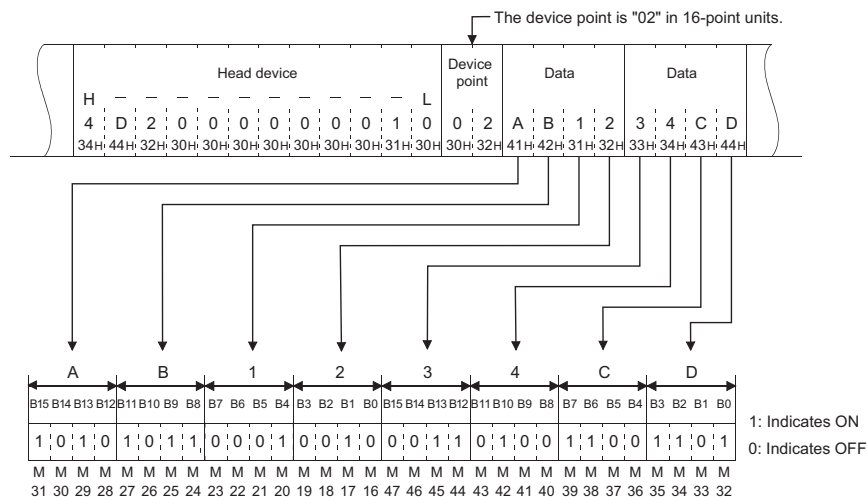 The device point is "02" in 16-point units.
Head device
Device point
Data
Data
H – – – – – – – – – – L
4 D 2 0 0 0 0 0 0 0 1 0 0 2 A B 1 2 3 4 C D
34H 44H 32H 30H 30H 30H 30H 30H 30H 30H 31H 30H 30H 32H 41H 42H 31H 32H 33H 34H 43H 44H
A B 1 2 3 4 C D
B15 B14 B13 B12 B11 B10 B9 B8 B7 B6 B5 B4 B3 B2 B1 B0 B15 B14 B13 B12 B11 B10 B9 B8 B7 B6 B5 B4 B3 B2 B1 B0
1 0 1 0 1 0 1 1 0 0 0 1 0 0 1 0 0 0 1 1 0 1 0 0 1 1 0 0 1 1 0 1
1: Indicates ON
0: Indicates OFF
M M M M M M M M M M M M M M M M M M M M M M M M M M M M M M M M
31 30 29 28 27 26 25 24 23 22 21 20 19 18 17 16 47 46 45 44 43 42 41 40 39 38 37 36 35 34 33 32